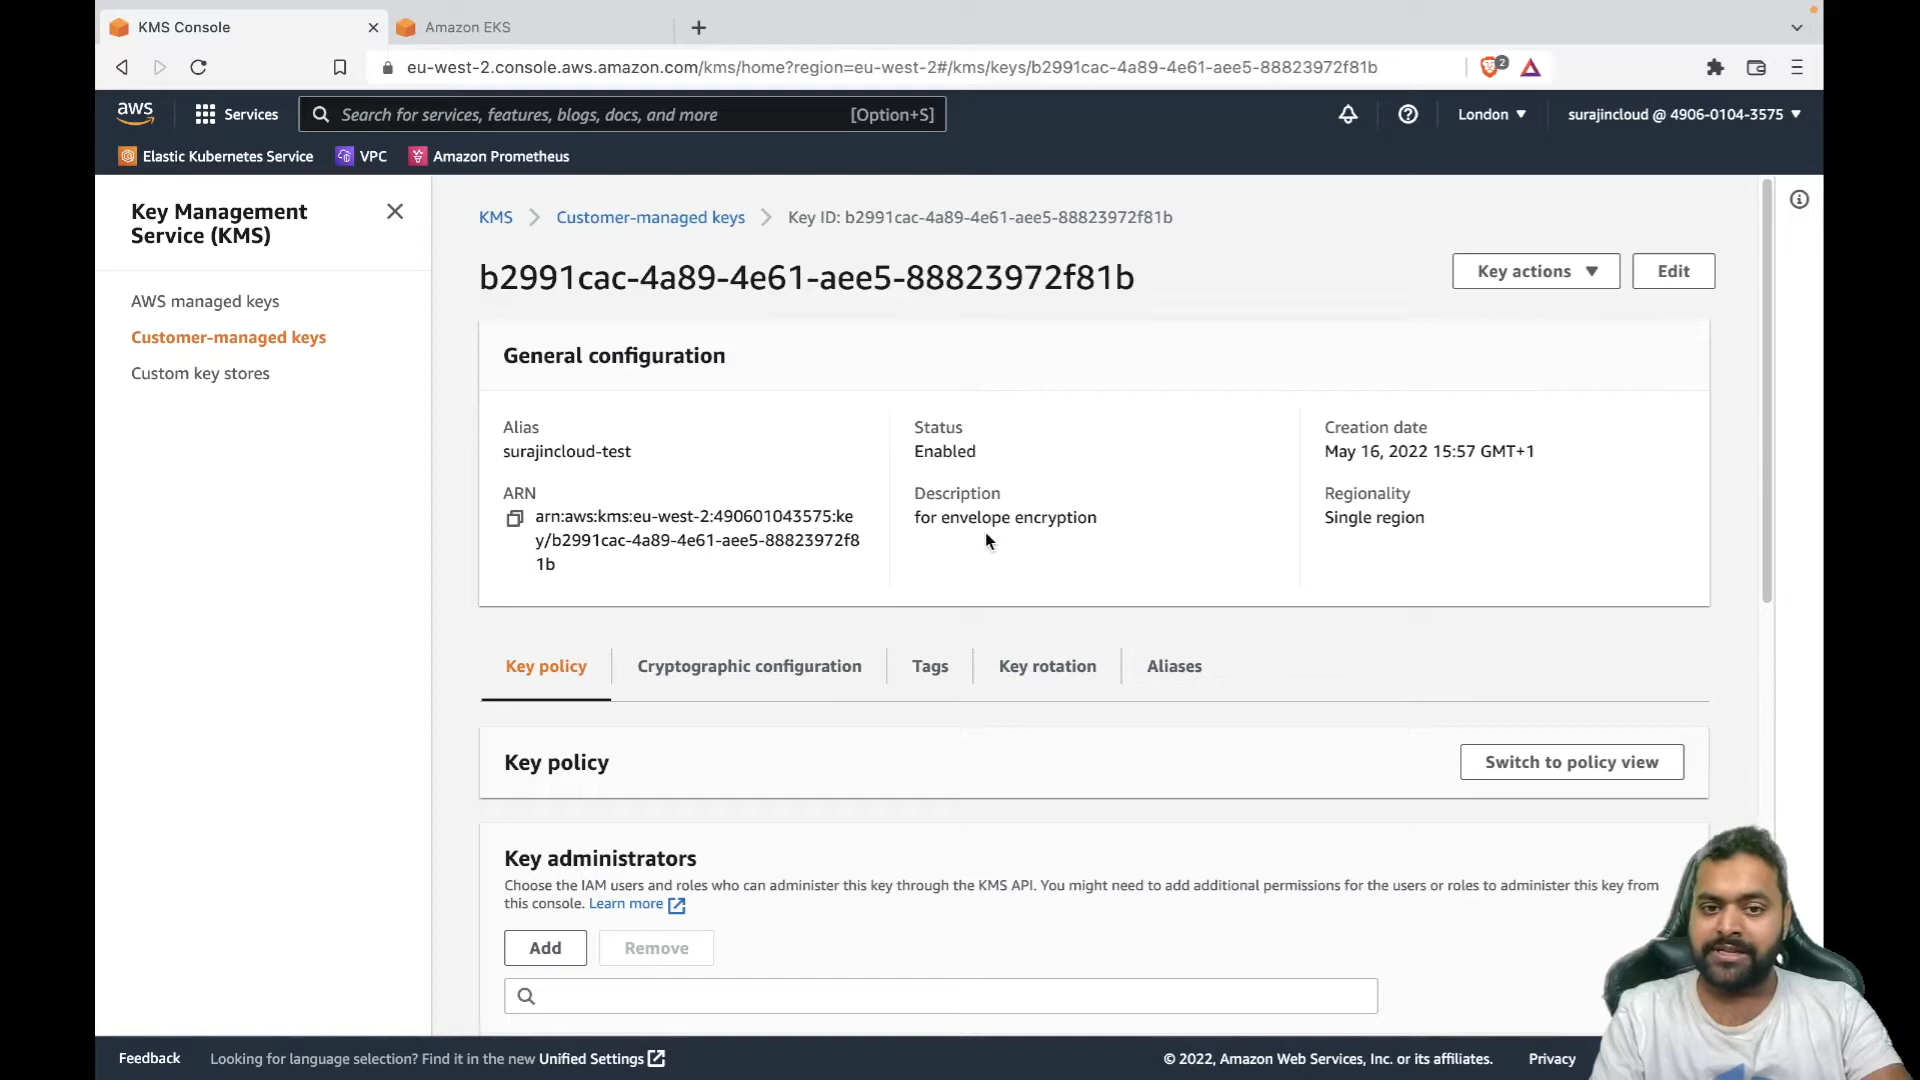 KMS Console
Amazon EKS
eu-west-2.console.aws.amazon.com/kms/home?region=eu-west-2#/kms/keys/b2991cac-4a89-4e61-aee5-88823972f81b
2
aws
Services
Search for services, features, blogs, docs, and more
[Option+S]
London
surajincloud @ 4906-0104-3575
Elastic Kubernetes Service
VPC
Amazon Prometheus
Key Management
Service (KMS)
AWS managed keys
Customer-managed keys
Custom key stores
KMS
Customer-managed keys
Key ID: b2991cac-4a89-4e61-aee5-88823972f81b
b2991cac-4a89-4e61-aee5-88823972f81b
Key actions
Edit
General configuration
Alias
surajincloud-test
ARN
arn:aws:kms:eu-west-2:490601043575:ke
y/b2991cac-4a89-4e61-aee5-88823972f8
1b
Status
Enabled
Description
for envelope encryption
Creation date
May 16, 2022 15:57 GMT+1
Regionality
Single region
Key policy
Cryptographic configuration
Tags
Key rotation
Aliases
Key policy
Switch to policy view
Key administrators
Choose the IAM users and roles who can administer this key through the KMS API. You might need to add additional permissions for the users or roles to administer this key from
this console. Learn more
Add
Remove
Feedback
Looking for language selection? Find it in the new Unified Settings
© 2022, Amazon Web Services, Inc. or its affiliates.
Privacy